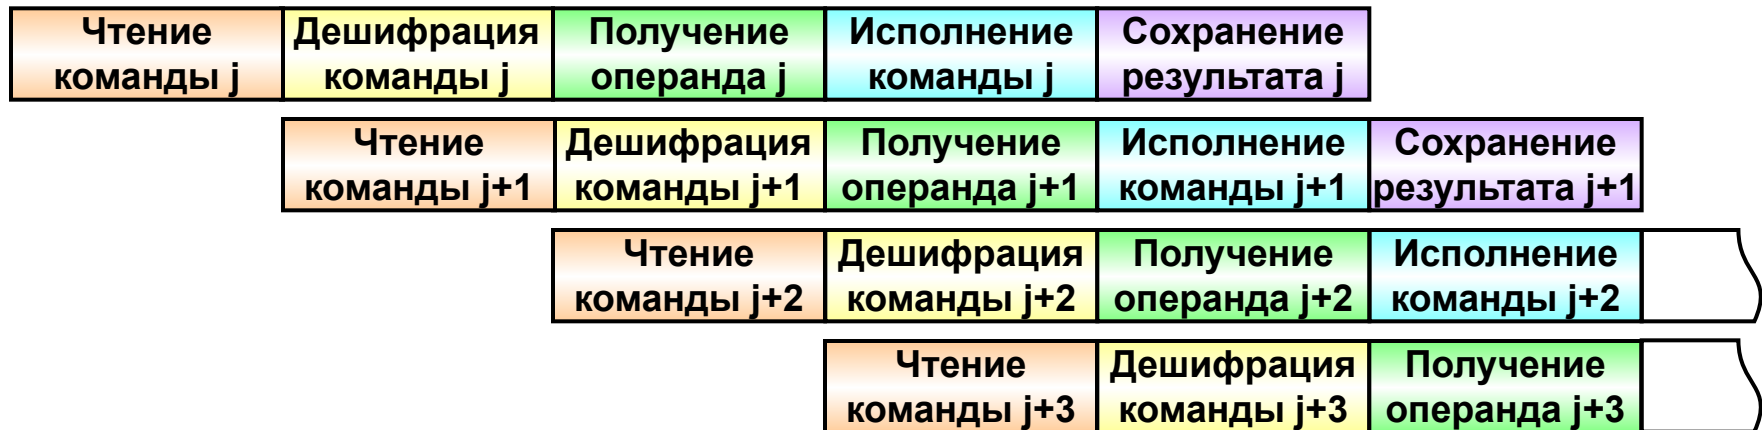 Чтение Дешифрация Получение Исполнение Сохранение
команды j команды j операнда j команды j результата j
Чтение Дешифрация Получение Исполнение Сохранение
команды j+1 команды j+1 операнда j+1 команды j+1 результата j+1
Чтение Дешифрация Получение Исполнение
команды j+2 команды j+2 операнда j+2 команды j+2
Чтение Дешифрация Получение
команды j+3 команды j+3 операнда j+3